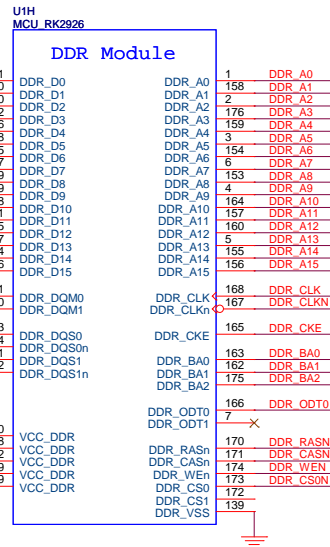 U1H
MCU_RK2926
DDR Module
DDR_D0 DDR_A0 1 DDR_A0
DDR_D1 DDR_A1 158 DDR_A1
DDR_D2 DDR_A2 2 DDR_A2
DDR_D3 DDR_A3 176 DDR_A3
DDR_D4 DDR_A4 159 DDR_A4
DDR_D5 DDR_A5 3 DDR_A5
DDR_D6 DDR_A6 154 DDR_A6
DDR_D7 DDR_A7 6 DDR_A7
DDR_D8 DDR_A8 153 DDR_A8
DDR_D9 DDR_A9 4 DDR_A9
DDR_D10 DDR_A10 164 DDR_A10
DDR_D11 DDR_A11 157 DDR_A11
DDR_D12 DDR_A12 160 DDR_A12
DDR_D13 DDR_A13 5 DDR_A13
DDR_D14 DDR_A14 155 DDR_A14
DDR_D15 DDR_A15 156 DDR_A15
DDR_DQM0 DDR_CLK 168 DDR_CLK
DDR_DQM1 DDR_CLKn 167 DDR_CLKN
DDR_DQS0 DDR_CKE 165 DDR_CKE
DDR_DQS0n
DDR_DQS1 DDR_BA0 163 DDR_BA0
DDR_DQS1n DDR_BA1 162 DDR_BA1
DDR_BA2 175 DDR_BA2
DDR_ODT0 166 DDR_ODT0
DDR_ODT1 7
VCC_DDR
VCC_DDR DDR_RASn 170 DDR_RASN
VCC_DDR DDR_CASn 171 DDR_CASN
VCC_DDR DDR_WEn 174 DDR_WEN
VCC_DDR DDR_CS0 173 DDR_CS0N
DDR_CS1 172
DDR_VSS 139